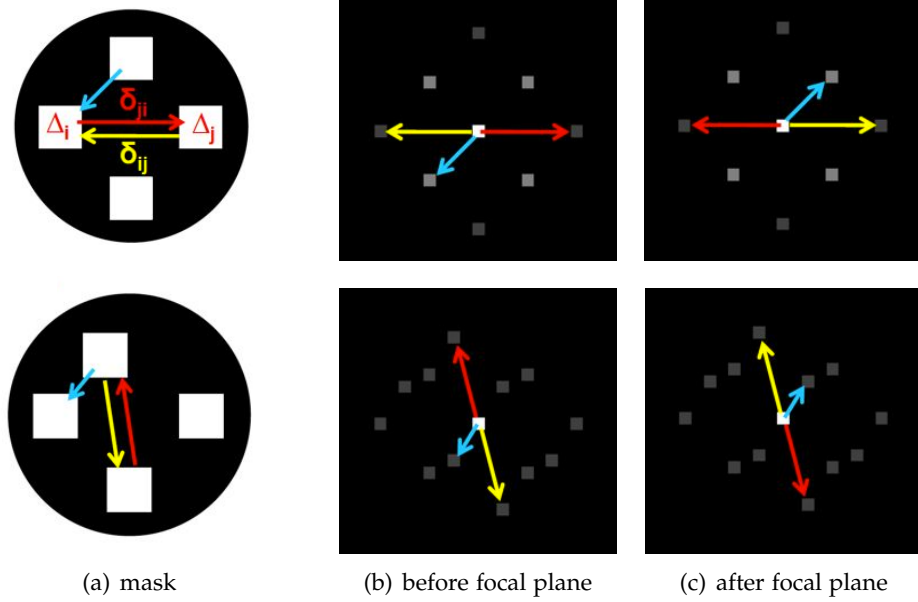 δji
Δi Δj
δij
(a) mask (b) before focal plane (c) after focal plane